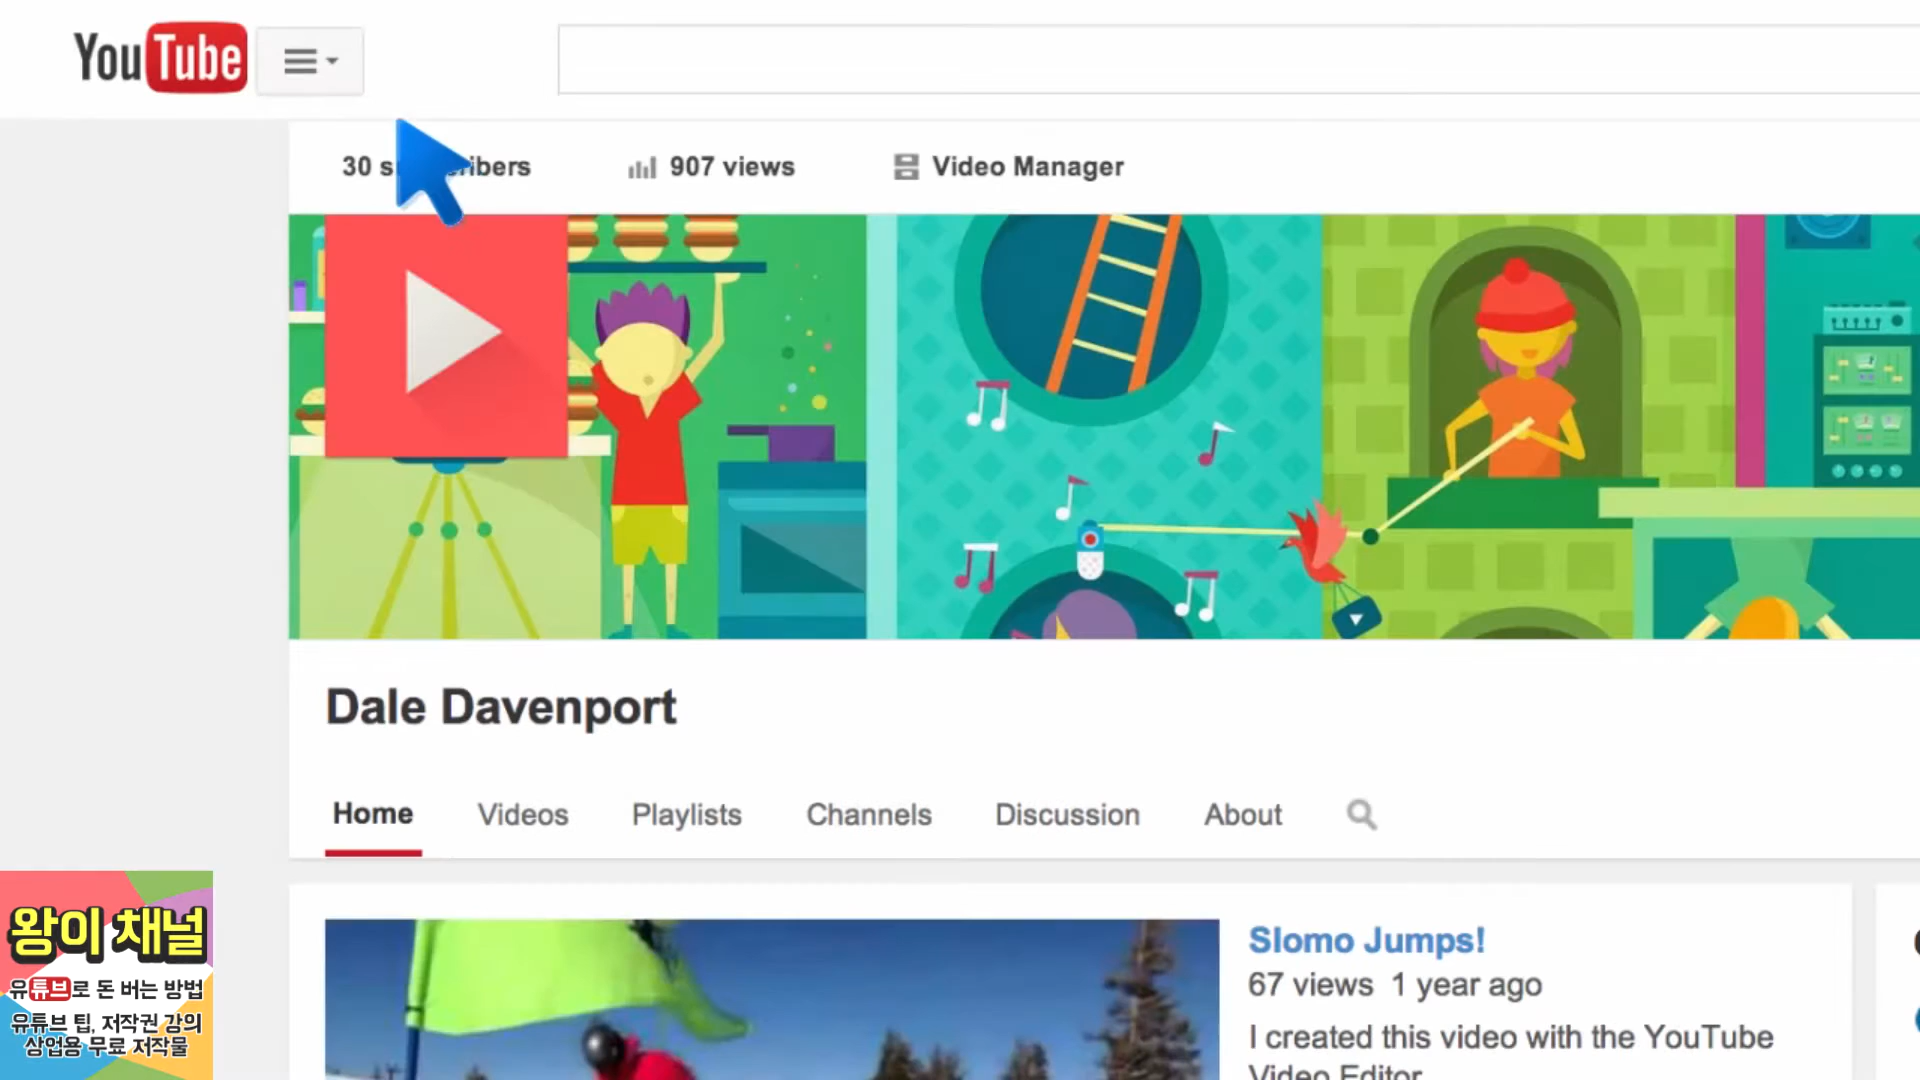 YouTube
30 subscribers
907 views
Video Manager
Dale Davenport
Home
Videos
Playlists
Channels
Discussion
About
Slomo Jumps!
67 views 1 year ago
I created this video with the YouTube
Video Editor
왕이 채널
유튜브로 돈 버는 방법
유튜브 팁, 저작권 강의
상업용 무료 저작물